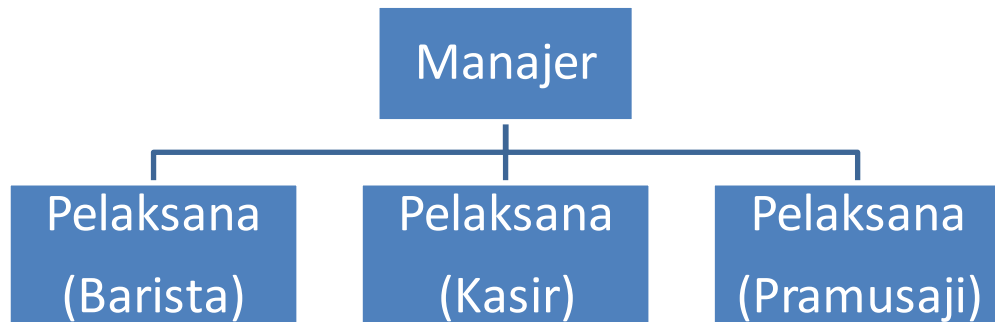 Manajer
Pelaksana
(Barista)
Pelaksana
(Kasir)
Pelaksana
(Pramusaji)